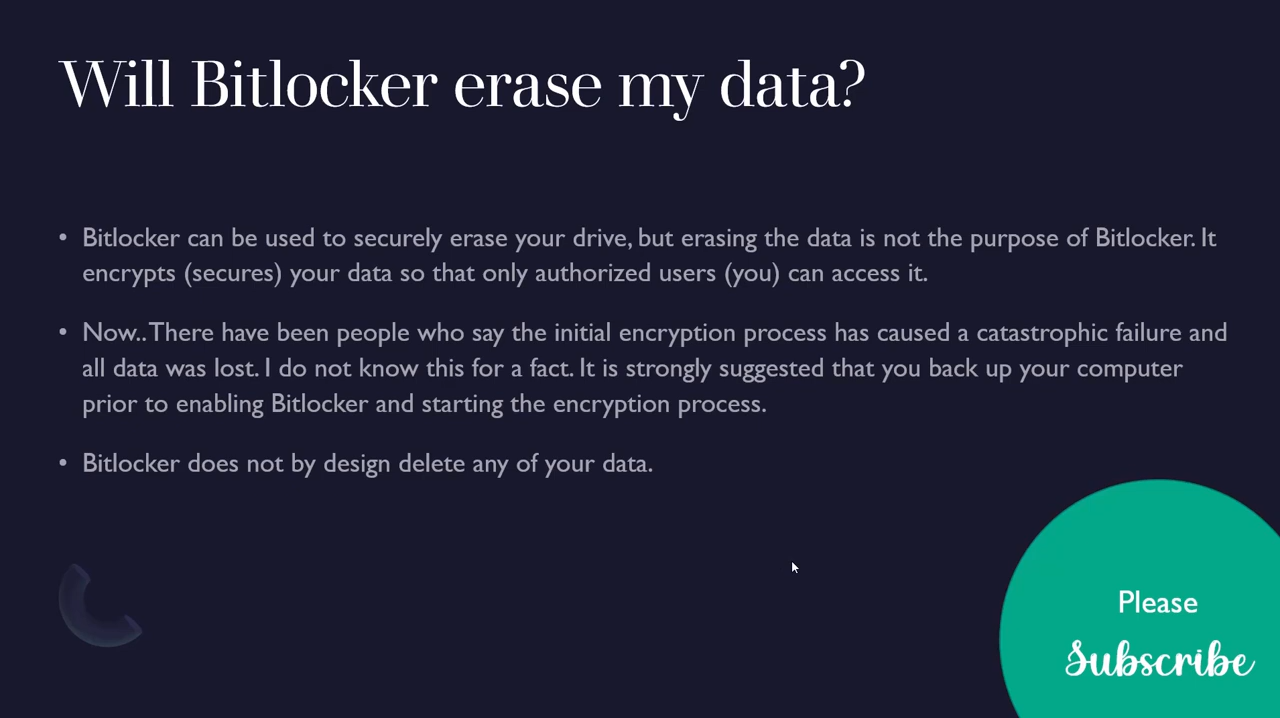 Will Bitlocker erase my data?
• Bitlocker can be used to securely erase your drive, but erasing the data is not the purpose of Bitlocker. It
encrypts (secures) your data so that only authorized users (you) can access it.
• Now..There have been people who say the initial encryption process has caused a catastrophic failure and
all data was lost. I do not know this for a fact. It is strongly suggested that you back up your computer
prior to enabling Bitlocker and starting the encryption process.
• Bitlocker does not by design delete any of your data.
Please
Subscribe